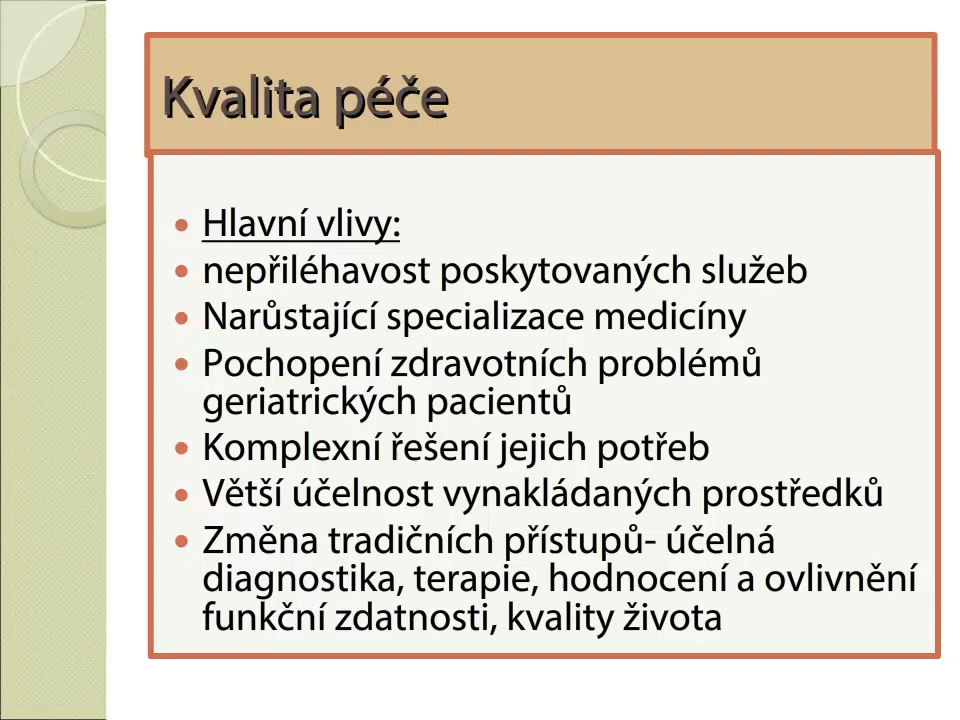 Kvalita péče
• Hlavní vlivy:
• nepřiléhavost poskytovaných služeb
• Narůstající specializace medicíny
• Pochopení zdravotních problémů
geriatrických pacientů
• Komplexní řešení jejich potřeb
• Větší účelnost vynakládaných prostředků
• Změna tradičních přístupů- účelná
diagnostika, terapie, hodnocení a ovlivnění
funkční zdatnosti, kvality života